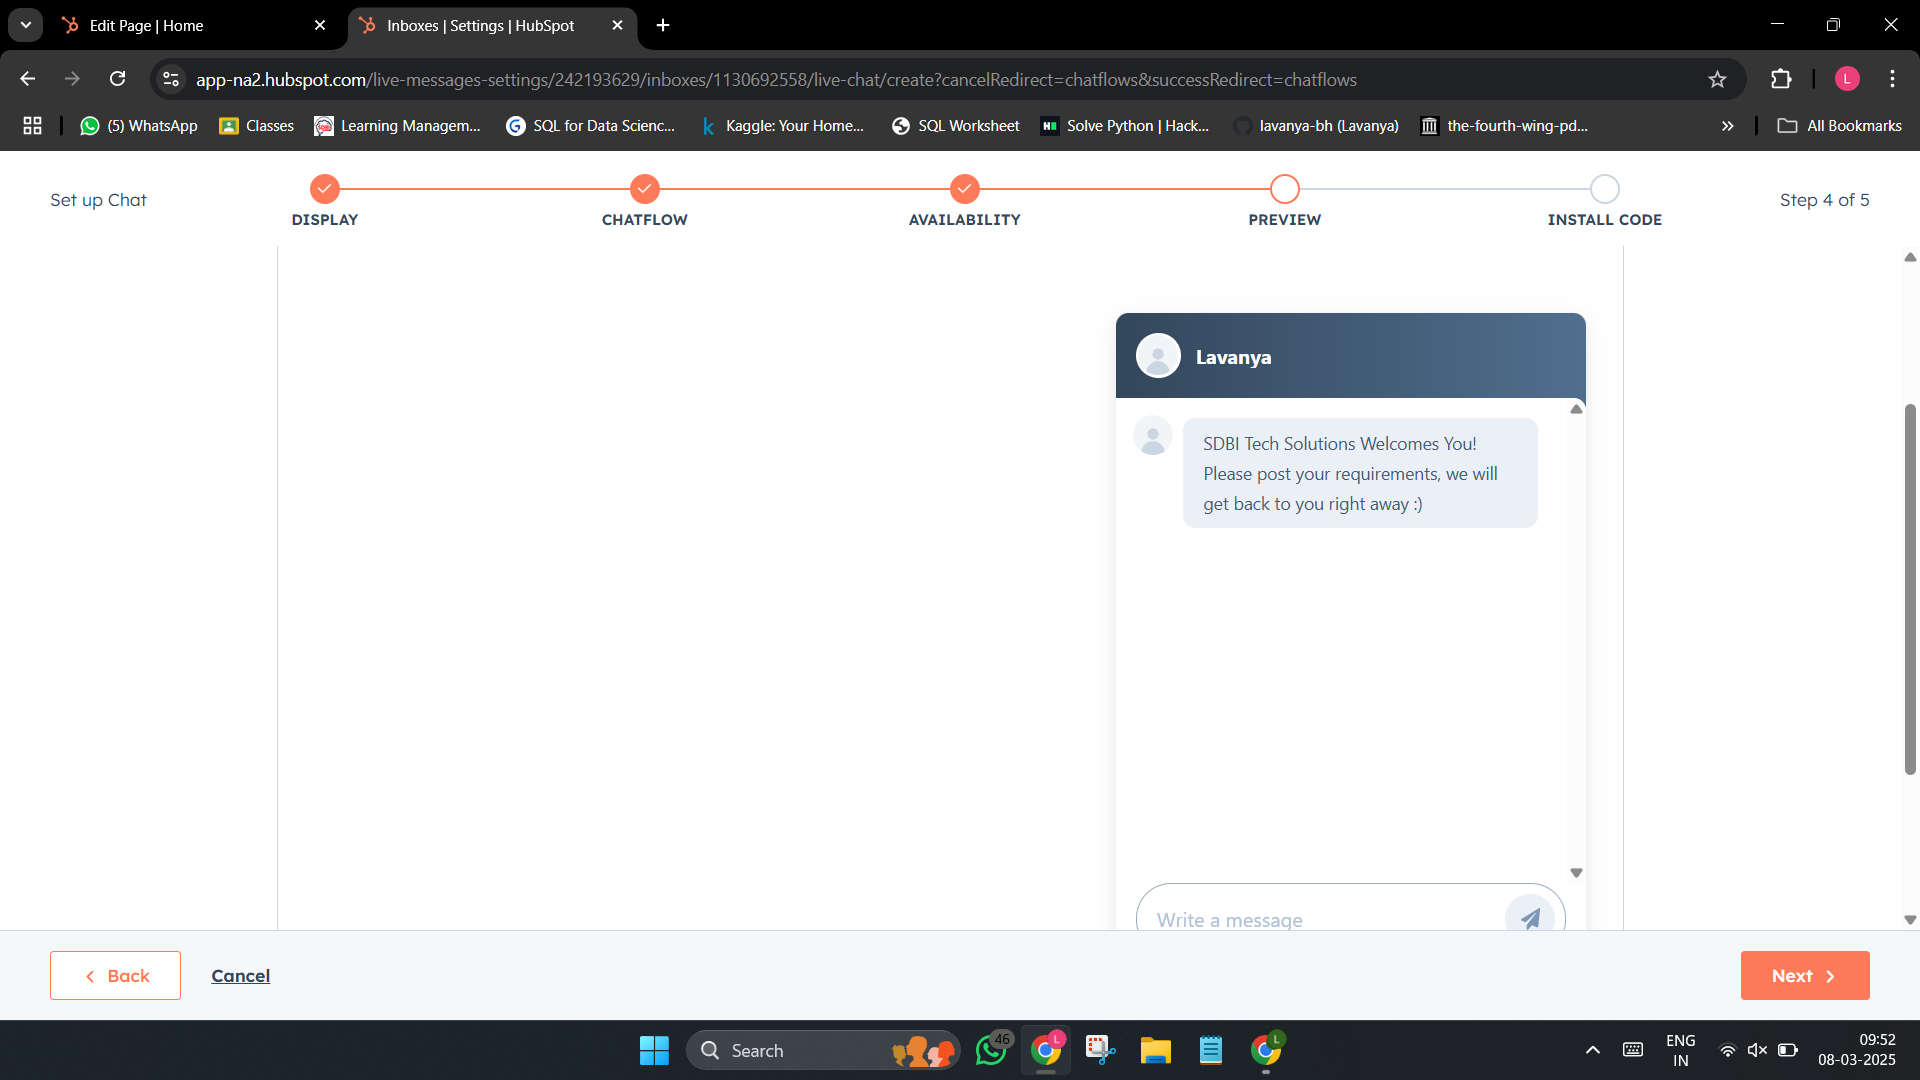 Edit Page | Home
Inboxes | Settings | HubSpot
app-na2.hubspot.com/live-messages-settings/242193629/inboxes/1130692558/live-chat/create?cancelRedirect=chatflows&successRedirect=chatflows
L
(5) WhatsApp
Classes
Learning Managem...
SQL for Data Scienc...
Kaggle: Your Home...
SQL Worksheet
Solve Python | Hack...
lavanya-bh (Lavanya)
the-fourth-wing-pd...
All Bookmarks
Set up Chat
DISPLAY
CHATFLOW
AVAILABILITY
PREVIEW
INSTALL CODE
Step 4 of 5
Lavanya
SDBI Tech Solutions Welcomes You!
Please post your requirements, we will
get back to you right away :)
Write a message
Back
Cancel
Next
Search
46
L
L
ENG
IN
09:52
08-03-2025